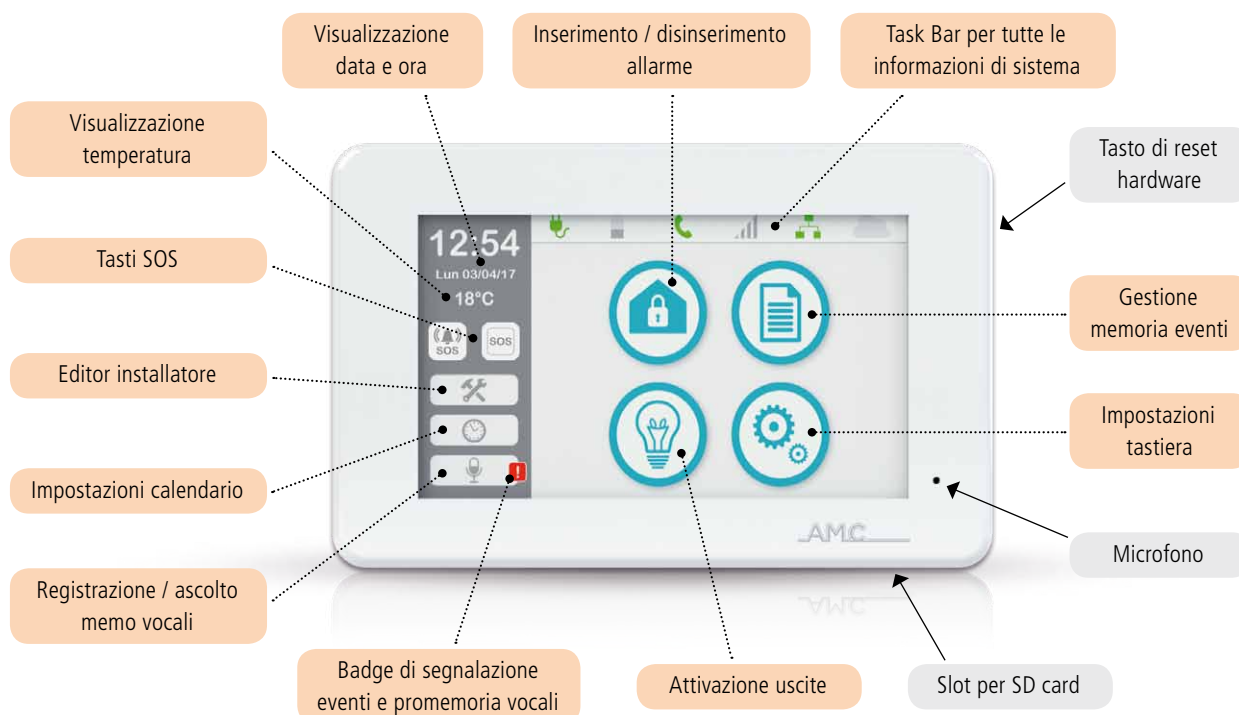 Visualizzazione
data e ora
Inserimento / disinserimento
allarme
Task Bar per tutte le
informazioni di sistema
Visualizzazione
temperatura
Tasto di reset
hardware
12:54
Lun 03/04/17
18°C
Tasti SOS
SOS
SOS
Gestione
memoria eventi
Editor installatore
Impostazioni
tastiera
Impostazioni calendario
!
AMC
Microfono
Registrazione / ascolto
memo vocali
Badge di segnalazione
eventi e promemoria vocali
Attivazione uscite
Slot per SD card